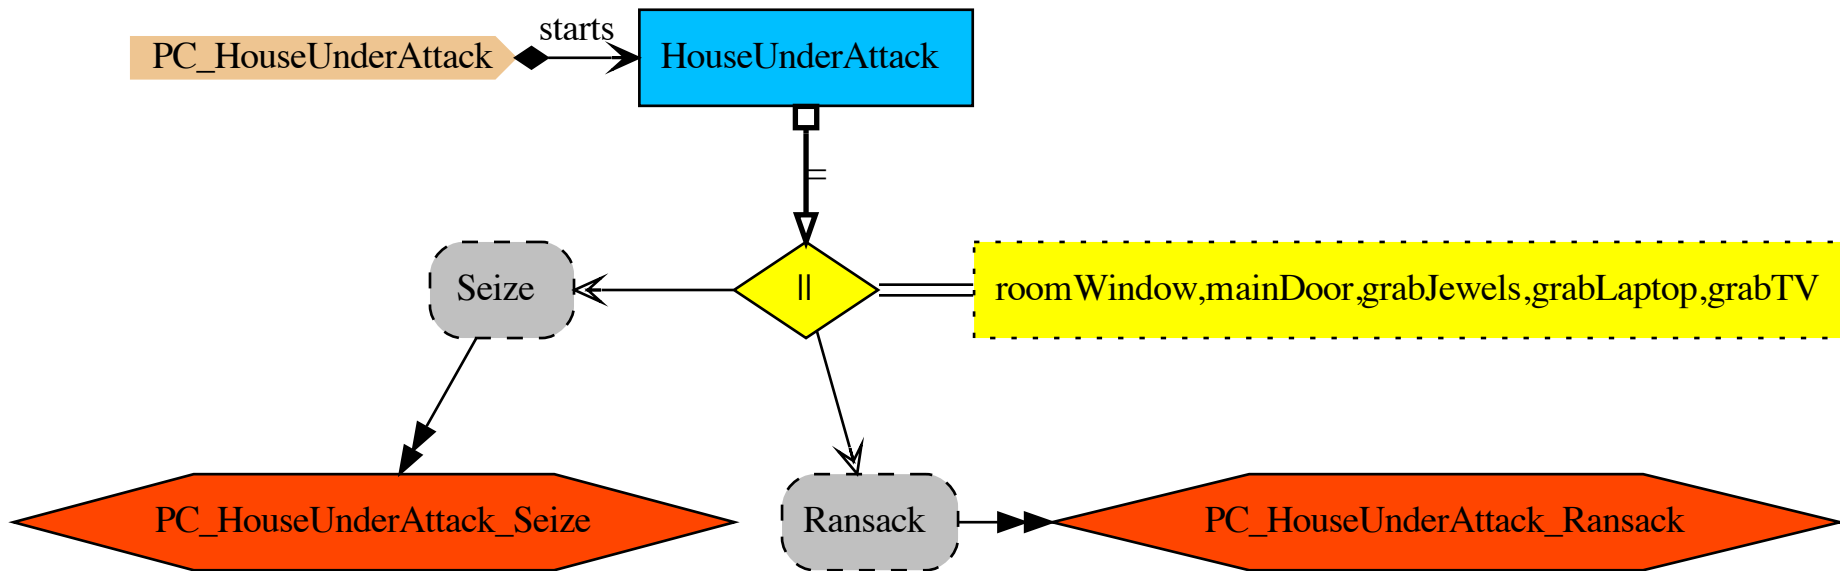 starts
PC_HouseUnderAttack
HouseUnderAttack
=
Seize
||
roomWindow,mainDoor,grabJewels,grabLaptop,grabTV
PC_HouseUnderAttack_Seize
Ransack
PC_HouseUnderAttack_Ransack